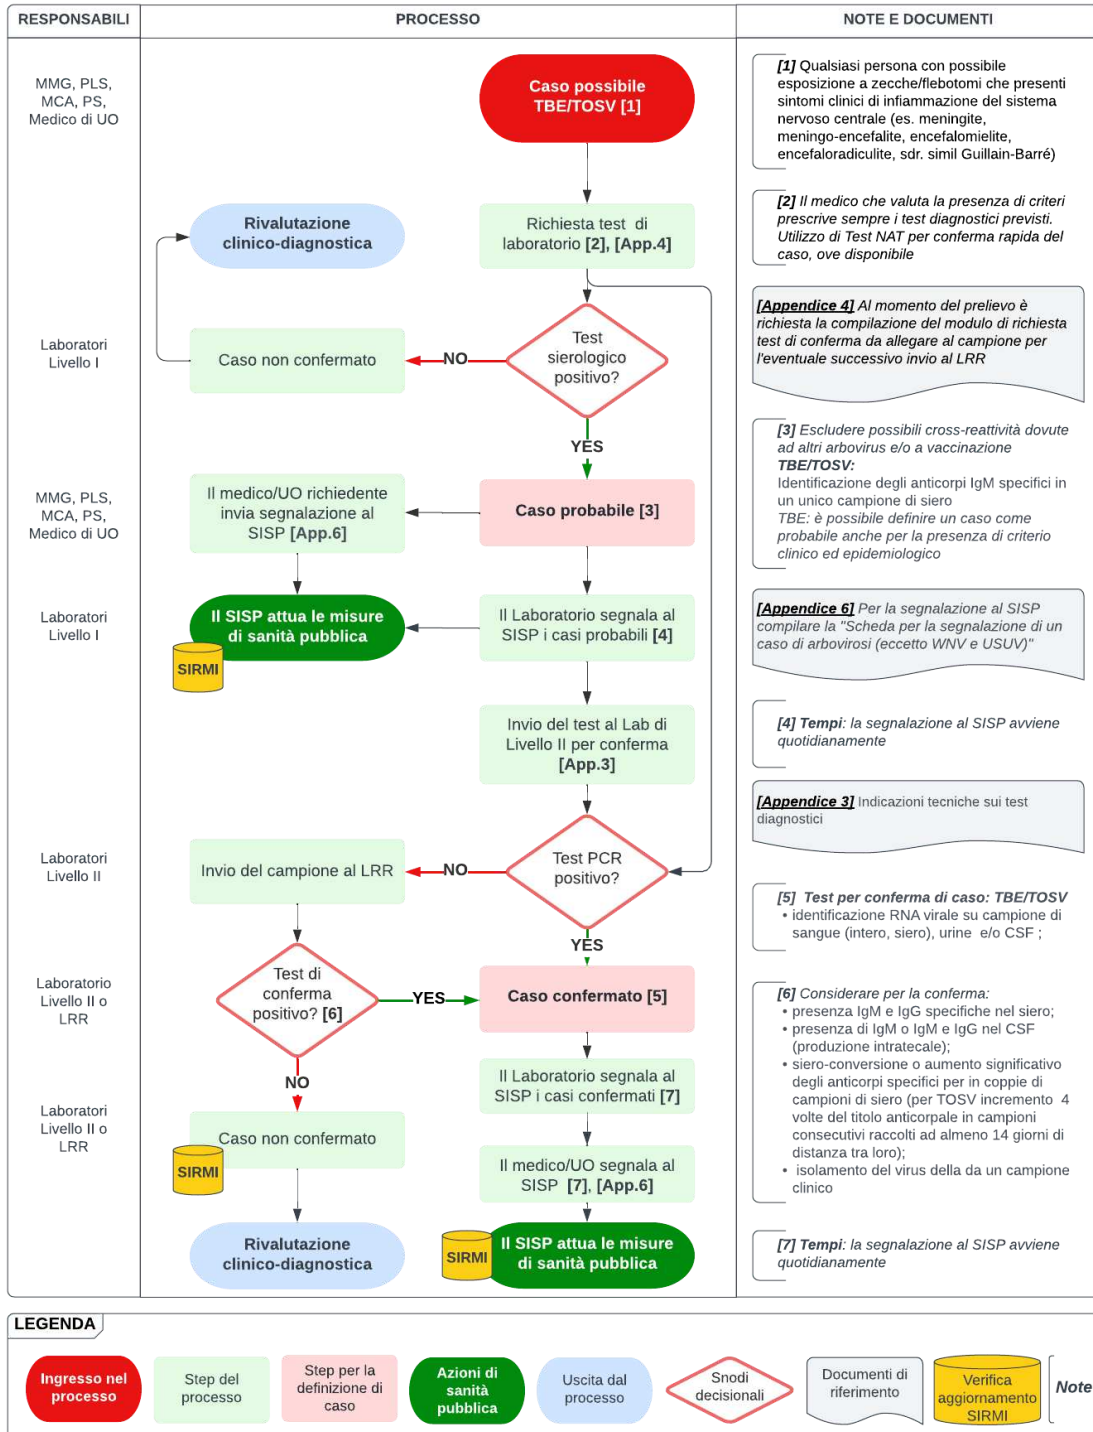 RESPONSABILI
PROCESSO
NOTE E DOCUMENTI
MMG, PLS,
MCA, PS,
Medico di UO
Caso possibile
TBE/TOSV [1]
[1] Qualsiasi persona con possibile
esposizione a zecche/flebotomi che presenti
sintomi clinici di infiammazione del sistema
nervoso centrale (es. meningite,
meningo-encefalite, encefalomielite,
encefaloradiculite, sdr. simil Guillain-Barré)
Rivalutazione
clinico-diagnostica
Richiesta test di
laboratorio [2], [App.4]
[2] Il medico che valuta la presenza di criteri
prescrive sempre i test diagnostici previsti.
Utilizzo di Test NAT per conferma rapida del
caso, ove disponibile
Laboratori
Livello I
Caso non confermato
NO
Test
sierologico
positivo?
[Appendice 4] Al momento del prelievo è
richiesta la compilazione del modulo di richiesta
test di conferma da allegare al campione per
l'eventuale successivo invio al LRR
YES
MMG, PLS,
MCA, PS,
Medico di UO
Il medico/UO richiedente
invia segnalazione al
SISP [App.6]
Caso probabile [3]
[3] Escludere possibili cross-reattività dovute
ad altri arbovirus e/o a vaccinazione
TBE/TOSV:
Identificazione degli anticorpi IgM specifici in
un unico campione di siero
TBE: è possibile definire un caso come
probabile anche per la presenza di criterio
clinico ed epidemiologico
Laboratori
Livello I
Il SISP attua le misure
di sanità pubblica
SIRMI
Il Laboratorio segnala al
SISP i casi probabili [4]
[Appendice 6] Per la segnalazione al SISP
compilare la "Scheda per la segnalazione di un
caso di arbovirosi (eccetto WNV e USUV)"
Invio del test al Lab di
Livello II per conferma
[App.3]
[4] Tempi: la segnalazione al SISP avviene
quotidianamente
[Appendice 3] Indicazioni tecniche sui test
diagnostici
Laboratori
Livello II
Invio del campione al LRR
NO
Test PCR
positivo?
YES
[5] Test per conferma di caso: TBE/TOSV
• identificazione RNA virale su campione di
sangue (intero, siero), urine e/o CSF ;
Laboratorio
Livello II o
LRR
Test di
conferma
positivo? [6]
YES
Caso confermato [5]
NO
[6] Considerare per la conferma:
• presenza IgM e IgG specifiche nel siero;
• presenza di IgM o IgM e IgG nel CSF
(produzione intratecale);
• siero-conversione o aumento significativo
degli anticorpi specifici per in coppie di
campioni di siero (per TOSV incremento 4
volte del titolo anticorpale in campioni
consecutivi raccolti ad almeno 14 giorni di
distanza tra loro);
• isolamento del virus della da un campione
clinico
Il Laboratorio segnala al
SISP i casi confermati [7]
Laboratori
Livello II o
LRR
Caso non confermato
SIRMI
Il medico/UO segnala al
SISP [7], [App.6]
Rivalutazione
clinico-diagnostica
SIRMI
Il SISP attua le misure
di sanità pubblica
[7] Tempi: la segnalazione al SISP avviene
quotidianamente
LEGENDA
Ingresso nel
processo
Step del
processo
Step per la
definizione di
caso
Azioni di
sanità
pubblica
Uscita dal
processo
Snodi
decisionali
Documenti di
riferimento
Verifica
aggiornamento
SIRMI
Note